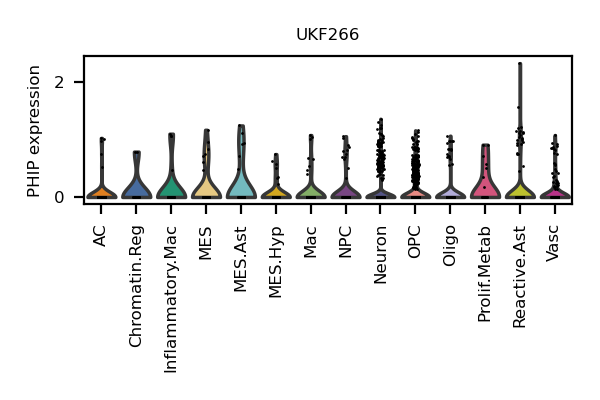 UKF266
PHIP expression
2
0
AC
Chromatin.Reg
Inflammatory.Mac
MES
MES.Ast
MES.Hyp
Mac
NPC
Neuron
OPC
Oligo
Prolif.Metab
Reactive.Ast
Vasc